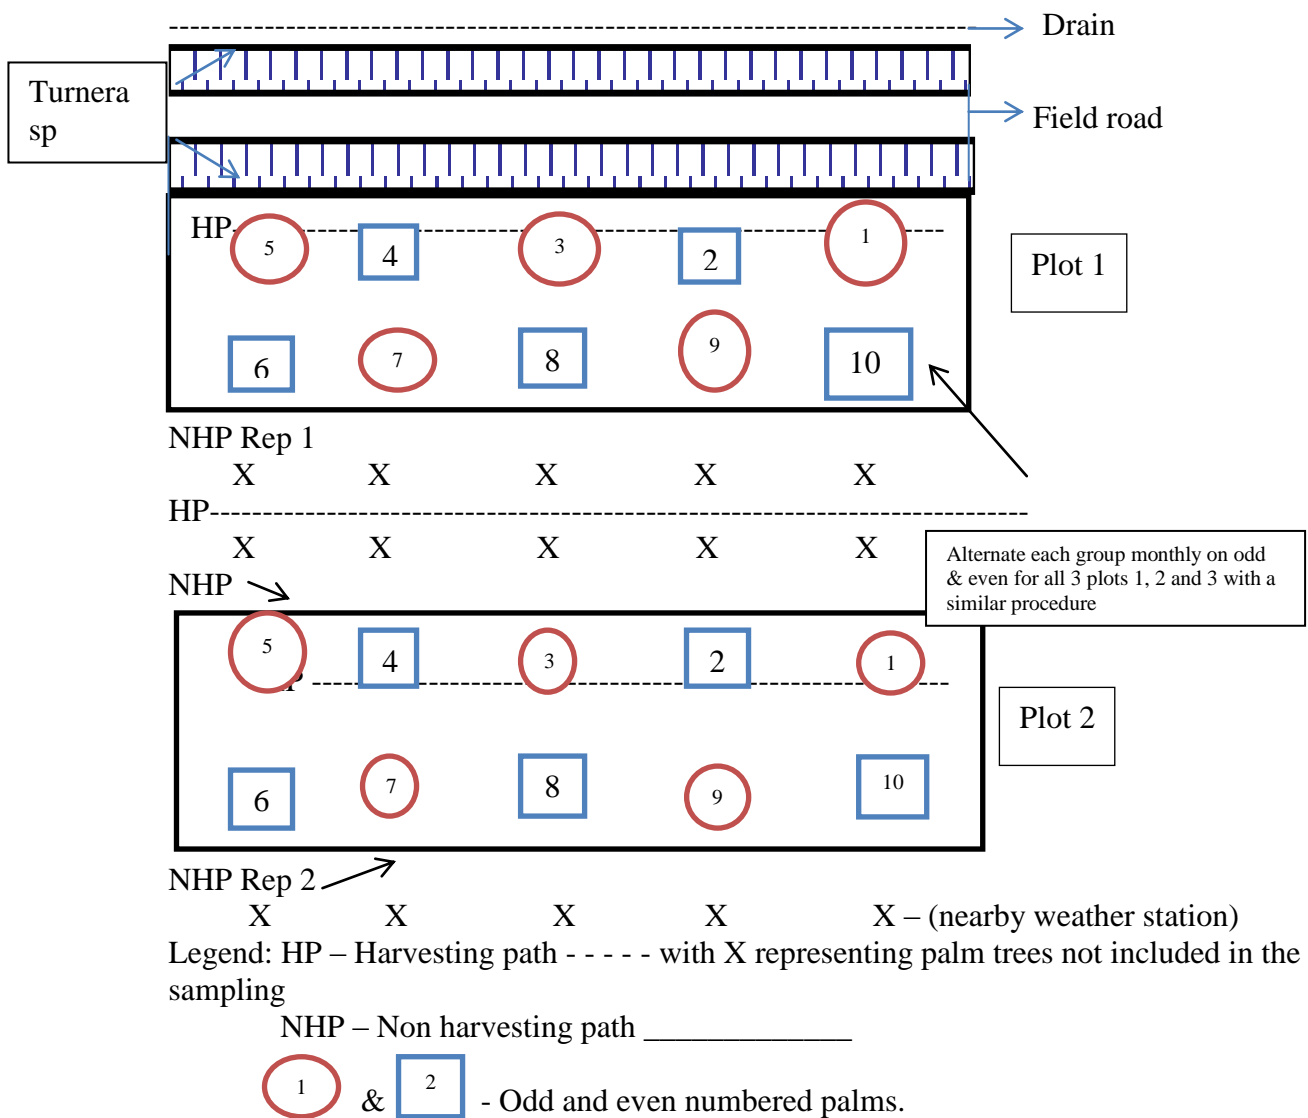 Drain
Turnera
sp
Field road
HP
5 4 3 2 1
Plot 1
6 7 8 9 10
NHP Rep 1
X X X X X
HP
X X X X X
Alternate each group monthly on odd
& even for all 3 plots 1, 2 and 3 with a
similar procedure
NHP
5 4 3 2 1
Plot 2
6 7 8 9 10
NHP Rep 2
X X X X X – (nearby weather station)
Legend: HP – Harvesting path - - - - - with X representing palm trees not included in the
sampling
NHP – Non harvesting path _____________
1 & 2 - Odd and even numbered palms.